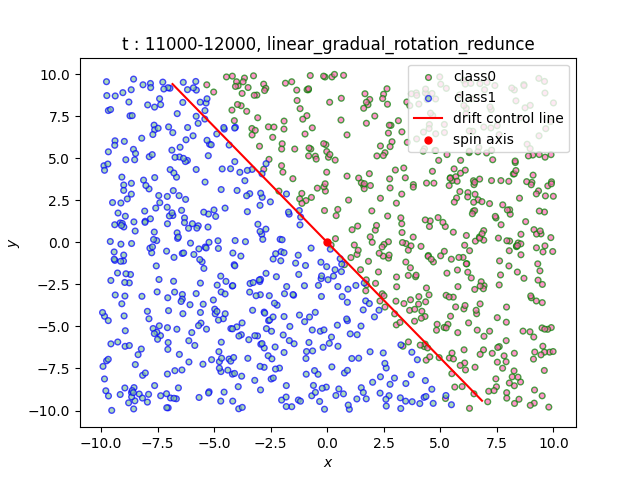 t : 11000-12000, linear_gradual_rotation_redunce
class0
class1
drift control line
spin axis
10.0
7.5
5.0
2.5
0.0
−2.5
−5.0
−7.5
−10.0
y
−10.0 −7.5 −5.0 −2.5 0.0 2.5 5.0 7.5 10.0
x